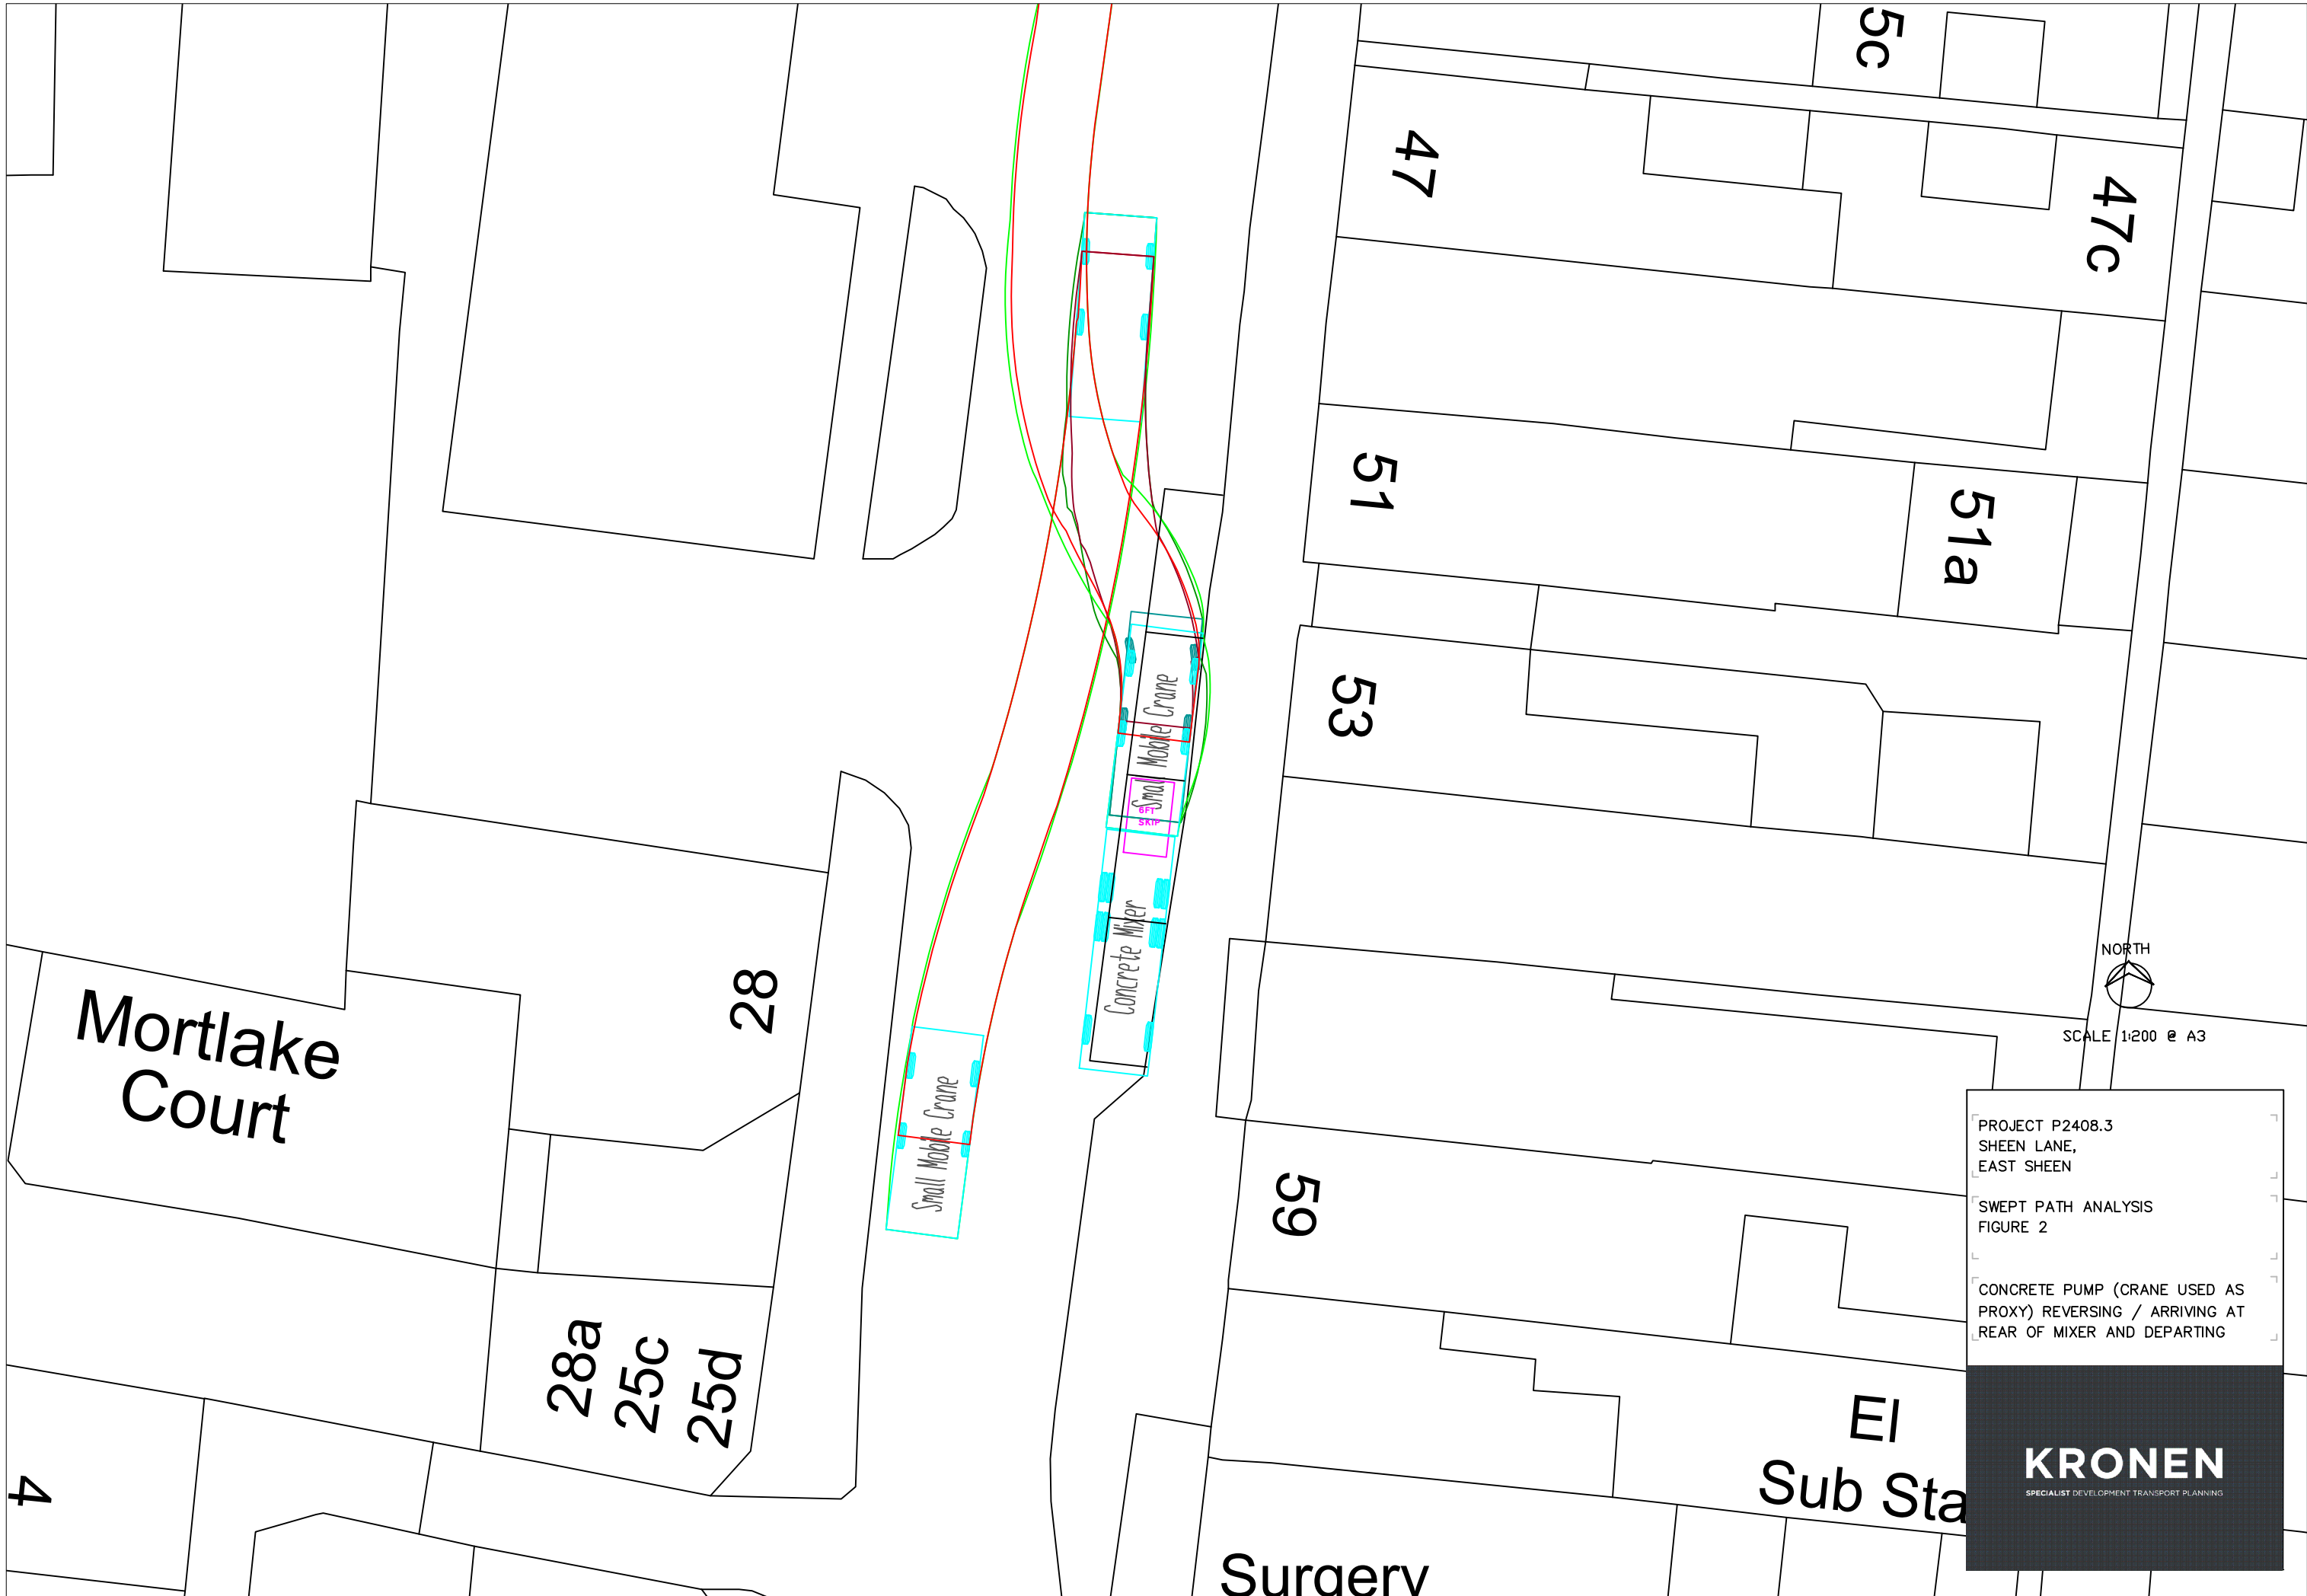 5c
47
47c
51
51a
53
Small Mobile Crane
6FT
SKIP
Concrete Mixer
28
Mortlake
Court
Small Mobile Crane
59
28a
25c
25d
4
El
Sub Sta
Surgery
NORTH
SCALE 1:200 @ A3
PROJECT P2408.3
SHEEN LANE,
EAST SHEEN
SWEPT PATH ANALYSIS
FIGURE 2
CONCRETE PUMP (CRANE USED AS
PROXY) REVERSING / ARRIVING AT
REAR OF MIXER AND DEPARTING
KRONEN
SPECIALIST DEVELOPMENT TRANSPORT PLANNING